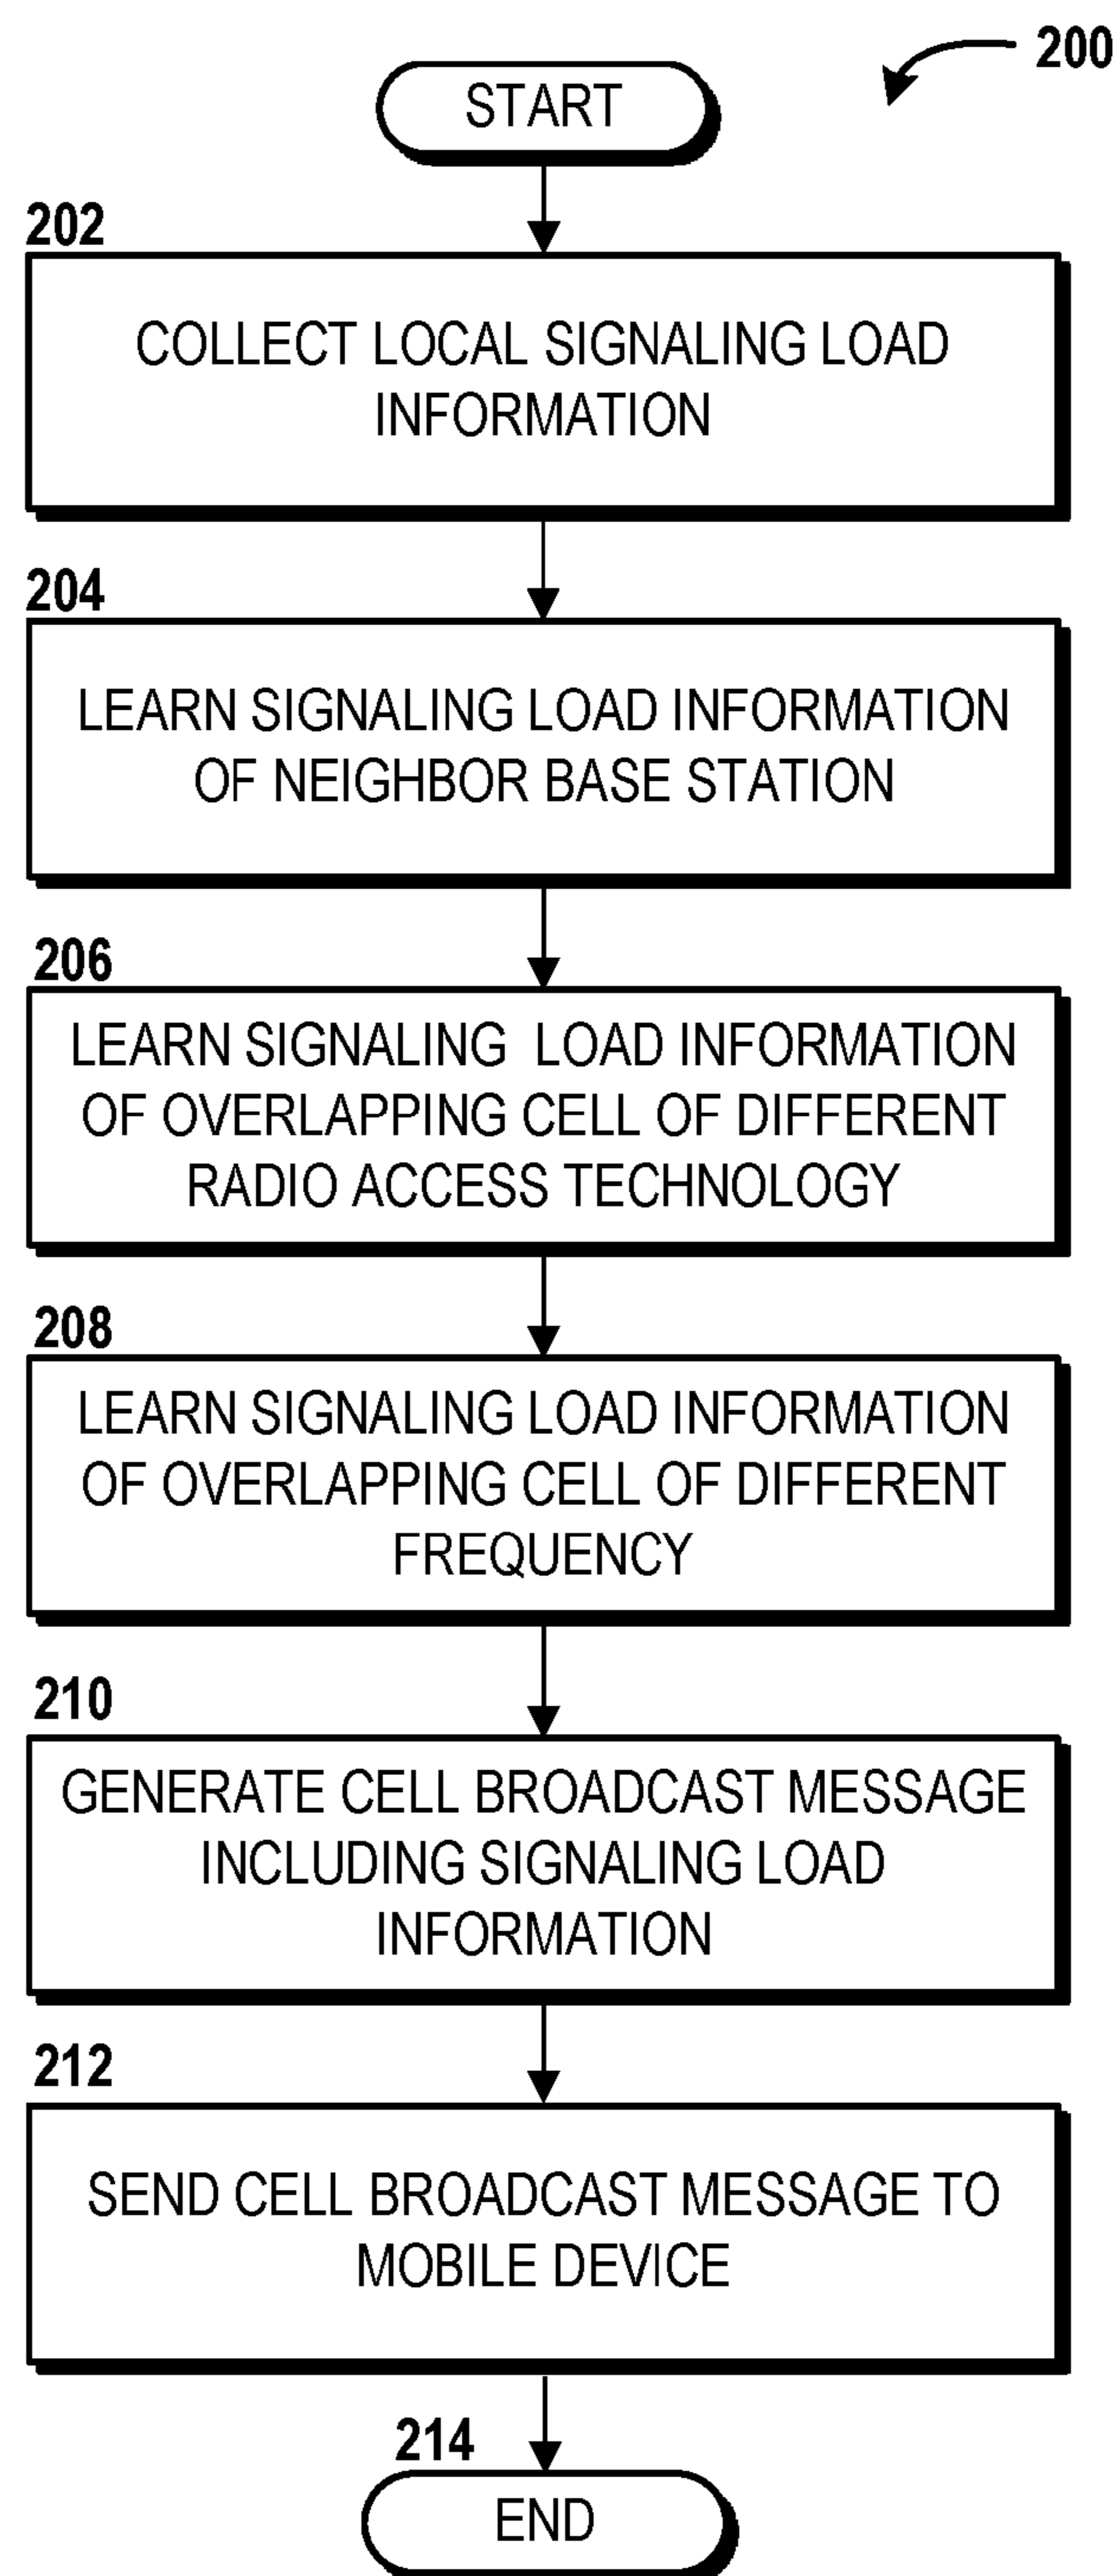 200
START
202
COLLECT LOCAL SIGNALING LOAD
INFORMATION
204
LEARN SIGNALING LOAD INFORMATION
OF NEIGHBOR BASE STATION
206
LEARN SIGNALING LOAD INFORMATION
OF OVERLAPPING CELL OF DIFFERENT
RADIO ACCESS TECHNOLOGY
208
LEARN SIGNALING LOAD INFORMATION
OF OVERLAPPING CELL OF DIFFERENT
FREQUENCY
210
GENERATE CELL BROADCAST MESSAGE
INCLUDING SIGNALING LOAD
INFORMATION
212
SEND CELL BROADCAST MESSAGE TO
MOBILE DEVICE
214
END